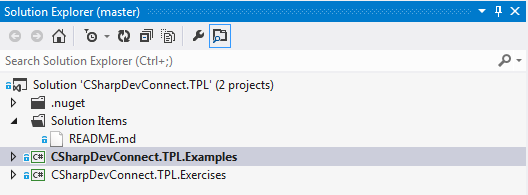 Solution Explorer (master)
Search Solution Explorer (Ctrl+;)
Solution 'CSharpDevConnect.TPL' (2 projects)
.nuget
Solution Items
README.md
C# CSharpDevConnect.TPL.Examples
C# CSharpDevConnect.TPL.Exercises